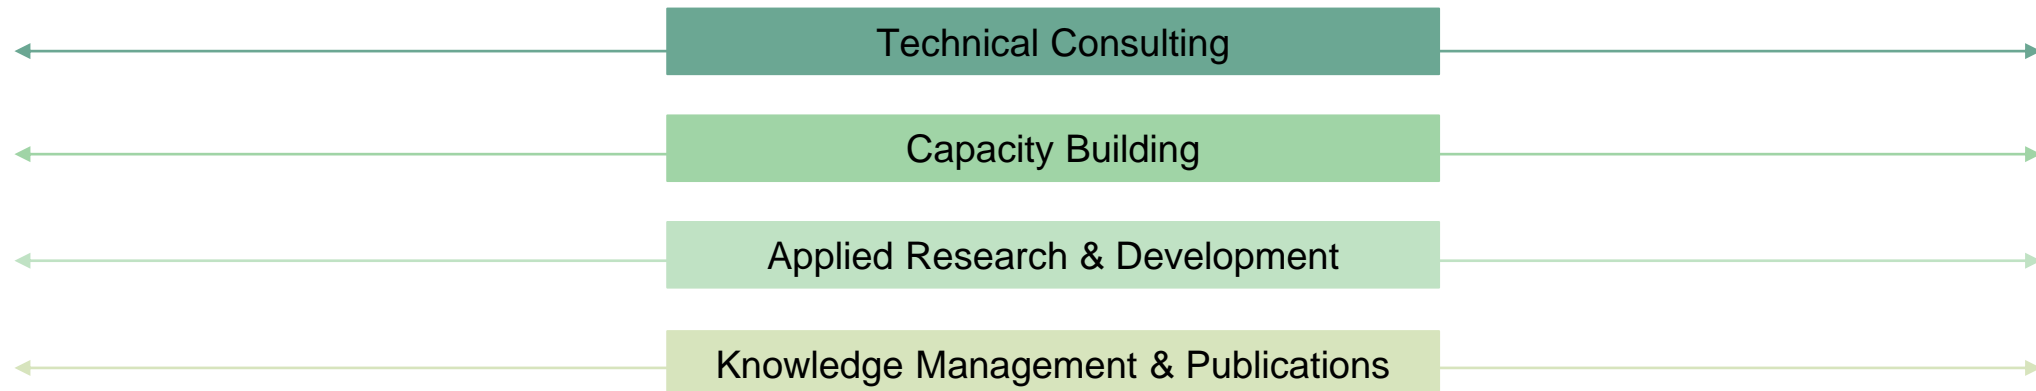 Technical Consulting
Capacity Building
Applied Research & Development
Knowledge Management & Publications